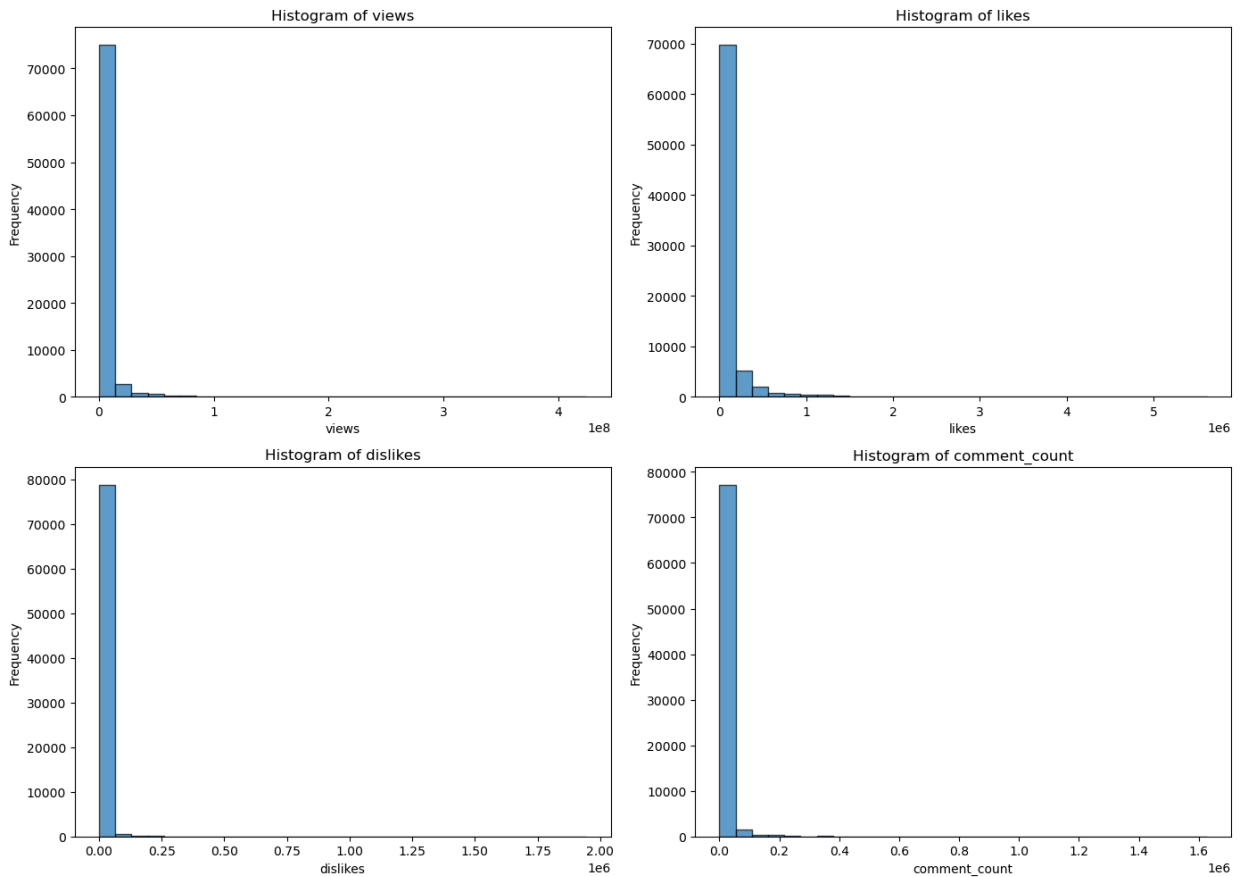 Histogram of views
Frequency
70000
60000
50000
40000
30000
20000
10000
0
0 1 2 3 4
1e8
views
Histogram of likes
Frequency
70000
60000
50000
40000
30000
20000
10000
0
0 1 2 3 4 5
1e6
likes
Histogram of dislikes
Frequency
80000
70000
60000
50000
40000
30000
20000
10000
0
0.00 0.25 0.50 0.75 1.00 1.25 1.50 1.75 2.00
1e6
dislikes
Histogram of comment_count
Frequency
80000
70000
60000
50000
40000
30000
20000
10000
0
0.0 0.2 0.4 0.6 0.8 1.0 1.2 1.4 1.6
1e6
comment_count